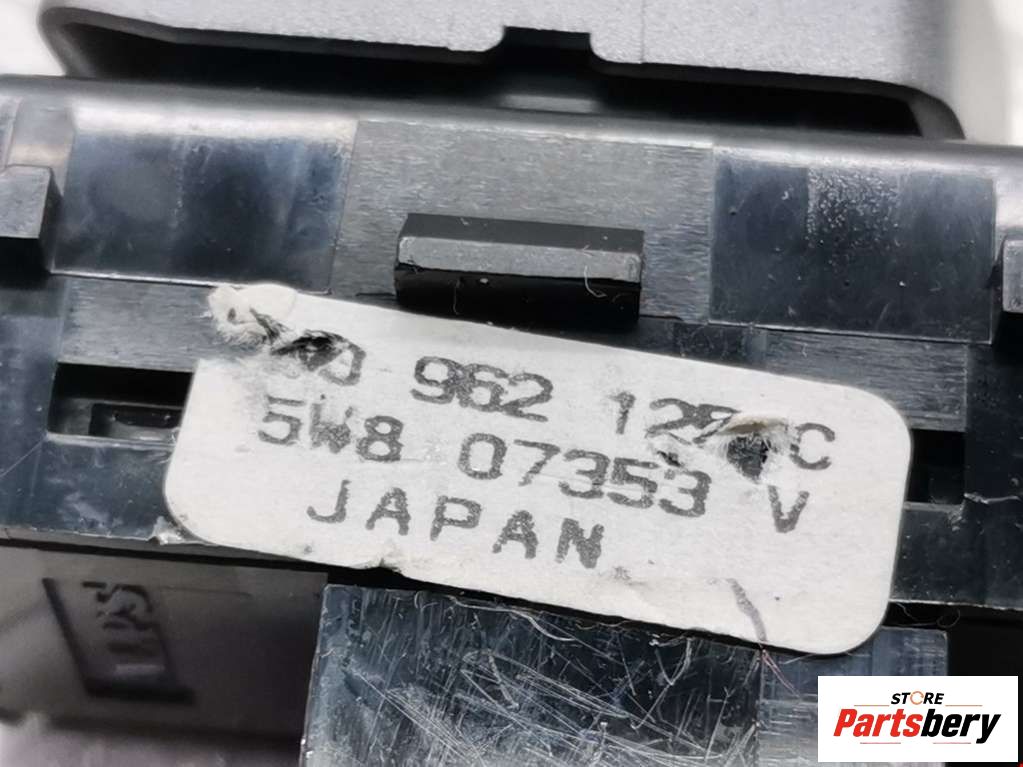 962 C
5W8 07353 V
JAPAN
STORE
Partsbery